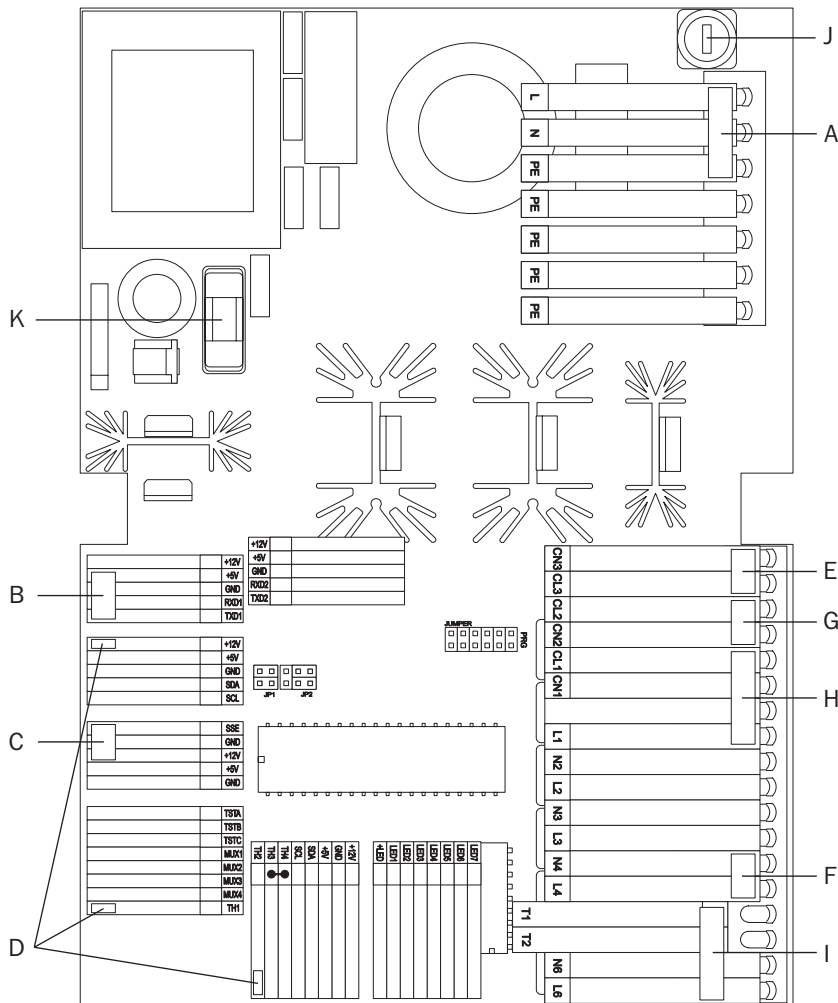 J
L
N
PE
PE
PE
PE
PE
A
K
+12V
+5V
GND
RXD1
TXD1
B
+12V
+5V
GND
RXD2
TXD2
CN3
CL3
CL2
CN2
CL1
CN1
L1
N2
L2
N3
L3
N4
L4
E
G
H
F
JUMPER
PRG
+12V
+5V
GND
SDA
SCL
JP1
JP2
C
SSE
GND
+12V
+5V
GND
TSTA
TSTB
TSTC
MUX1
MUX2
MUX3
MUX4
TH1
D
TH2
TH3
TH4
SCL
SDA
+5V
GND
+12V
+LED
LED1
LED2
LED3
LED4
LED5
LED6
LED7
T1
T2
N6
L6
I